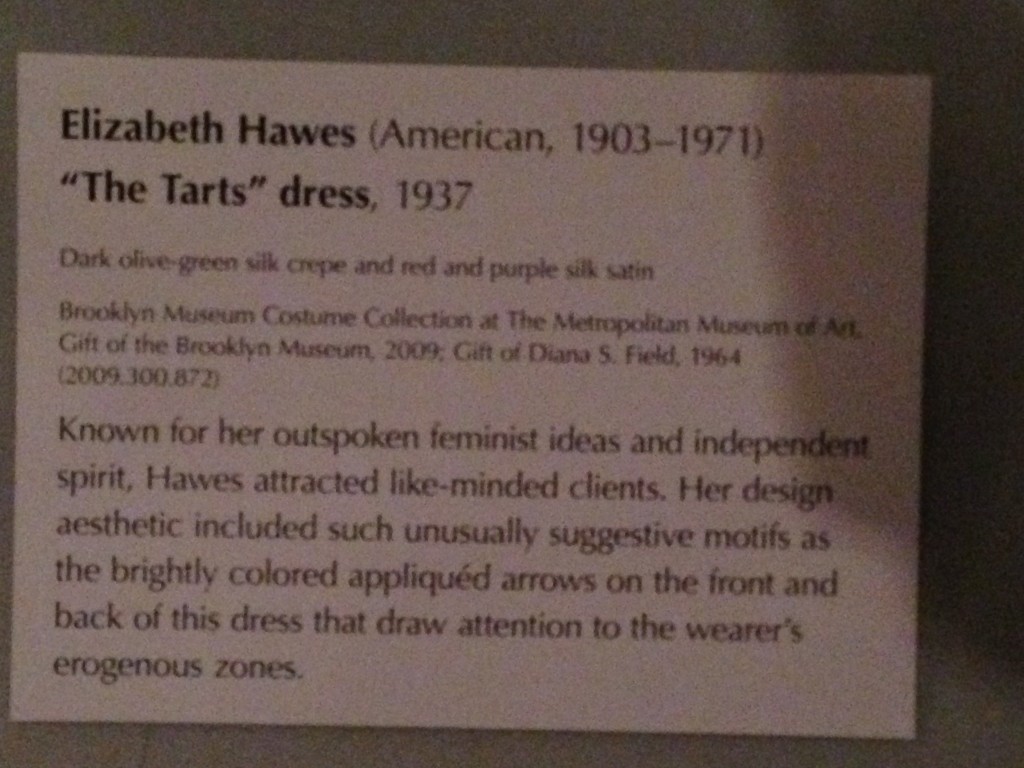 Elizabeth Hawes (American, 1903–1971)
“The Tarts” dress, 1937
Dark olive-green silk crepe and red and purple silk satin
Brooklyn Museum Costume Collection at The Metropolitan Museum of Art,
Gift of the Brooklyn Museum, 2009; Gift of Diana S. Field, 1964
(2009.300.872)
Known for her outspoken feminist ideas and independent
spirit, Hawes attracted like-minded clients. Her design
aesthetic included such unusually suggestive motifs as
the brightly colored appliquéd arrows on the front and
back of this dress that draw attention to the wearer’s
erogenous zones.